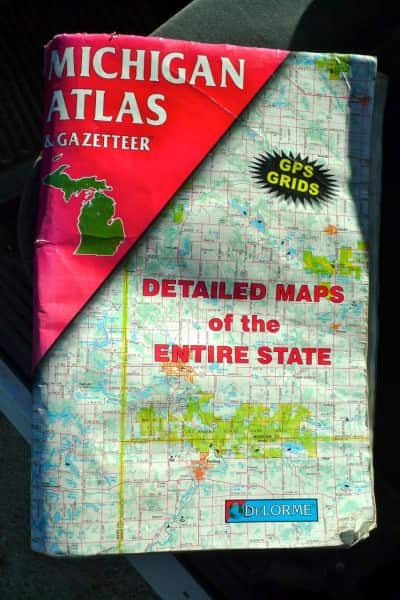 MICHIGAN
ATLAS
& GAZETTEER
GPS
GRIDS
DETAILED MAPS
of the
ENTIRE STATE
DELORME